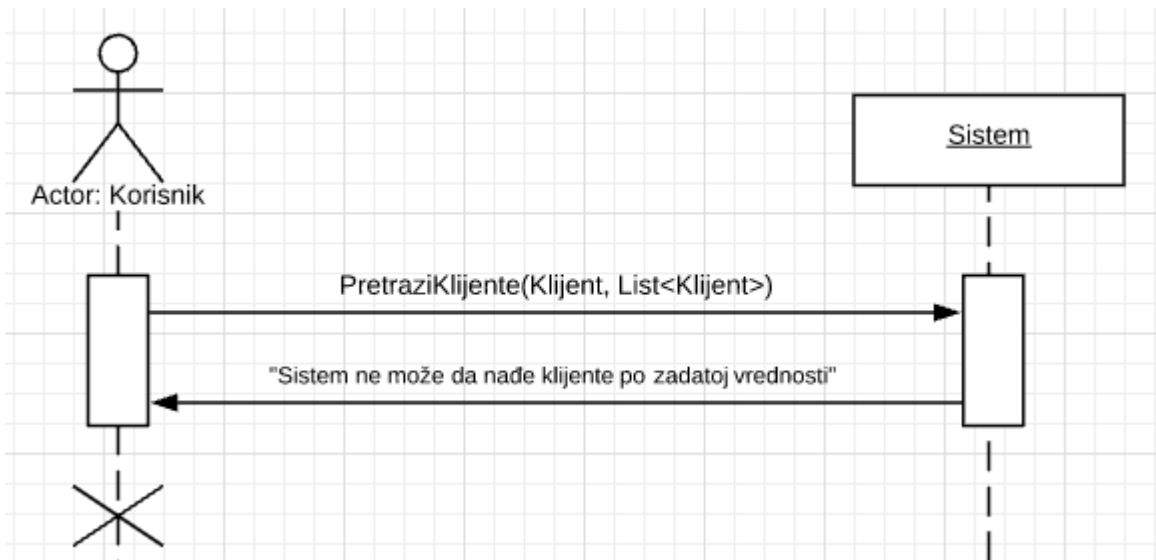 Sistem
Actor: Korisnik
PretraziKlijente(Klijent, List<Klijent>)
"Sistem ne može da nađe klijente po zadatoj vrednosti"